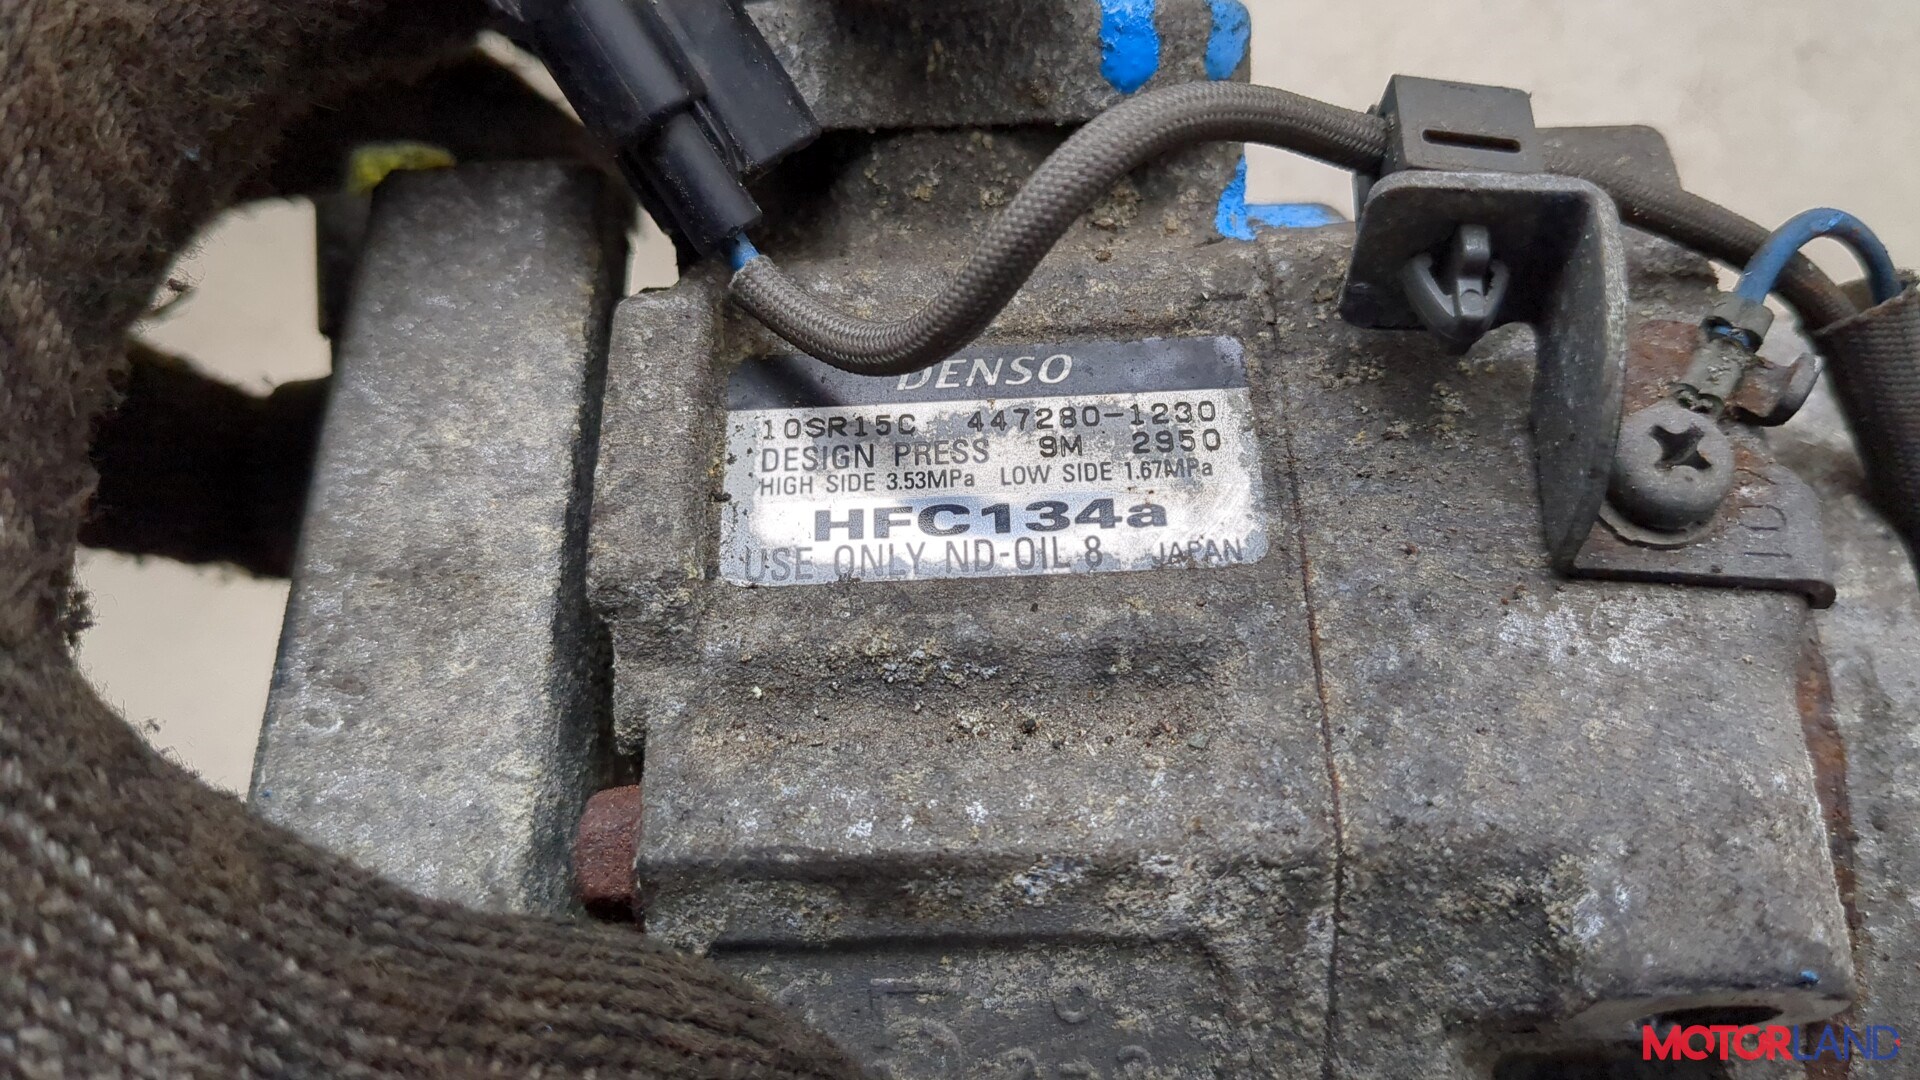 DENSO
10SR15C 447280-1230
DESIGN PRESS 9M 2950
HIGH SIDE 3.53MPa LOW SIDE 1.67MPa
HFC134a
USE ONLY ND-OIL 8 JAPAN
MOTORLAND